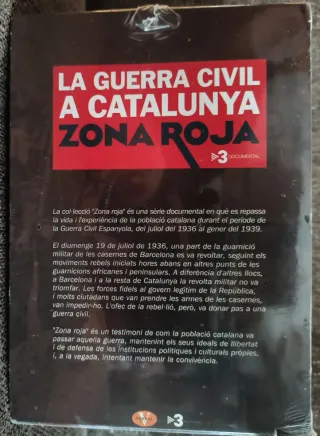 LA GUERRA CIVIL
A CATALUNYA
ZONA ROJA
3 DOCUMENTAL
La col·lecció "Zona roja" és una sèrie documental en què es repassa
la vida i l'experiència de la població catalana durant el període de
la Guerra Civil Espanyola, del juliol del 1936 al gener del 1939.
El diumenge 19 de juliol de 1936, una part de la guarnició
militar de les casernes de Barcelona es va revoltar, seguint els
moviments rebels iniciats hores abans en altres punts de les
guarnicions africanes i peninsulars. A diferència d'altres llocs,
a Barcelona i a la resta de Catalunya la revolta militar no va
triomfar. Les forces fidels al govern legítim de la República,
i molts ciutadans que van prendre les armes de les casernes,
van impedir-ho. L'ofec de la rebel·lió, però, va donar pas a una
guerra civil.
"Zona roja" és un testimoni de com la població catalana va
passar aquella guerra, mantenint els seus ideals de llibertat
i de defensa de les institucions polítiques i culturals pròpies,
i, a la vegada, intentant mantenir la convivència.
3